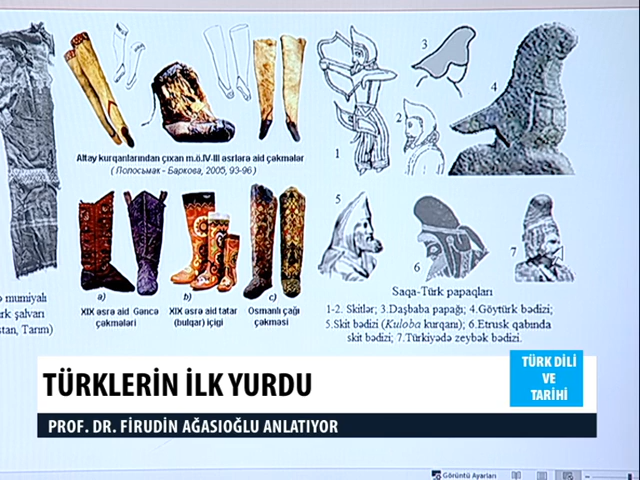 3
4
2
1
Altay kurqanlarından çıxan m.ö.IV-III əsrlərə aid çəkmələr
( Полосьмак - Баркова, 2005, 93-96 )
5
6
7
a)
b)
c)
ə mumiyalı
rk şalvarı
stan, Tarim)
XIX əsrə aid Gəncə
çəkmələri
XIX əsrə aid tatar
(bulqar) içigi
Osmanlı çağı
çəkməsi
Saqa-Türk papaqları
1-2. Skitlər; 3.Daşbaba papağı; 4.Göytürk bədizi;
5.Skit bədizi (Kuloba kurqanı); 6.Etrusk qabında
skit bədizi; 7.Türkiyədə zeybək bədizi.
TÜRKLERİN İLK YURDU
TÜRK DİLİ
VE
TARİHİ
PROF. DR. FİRUDİN AĞASIOĞLU ANLATIYOR
Görüntü Ayarları